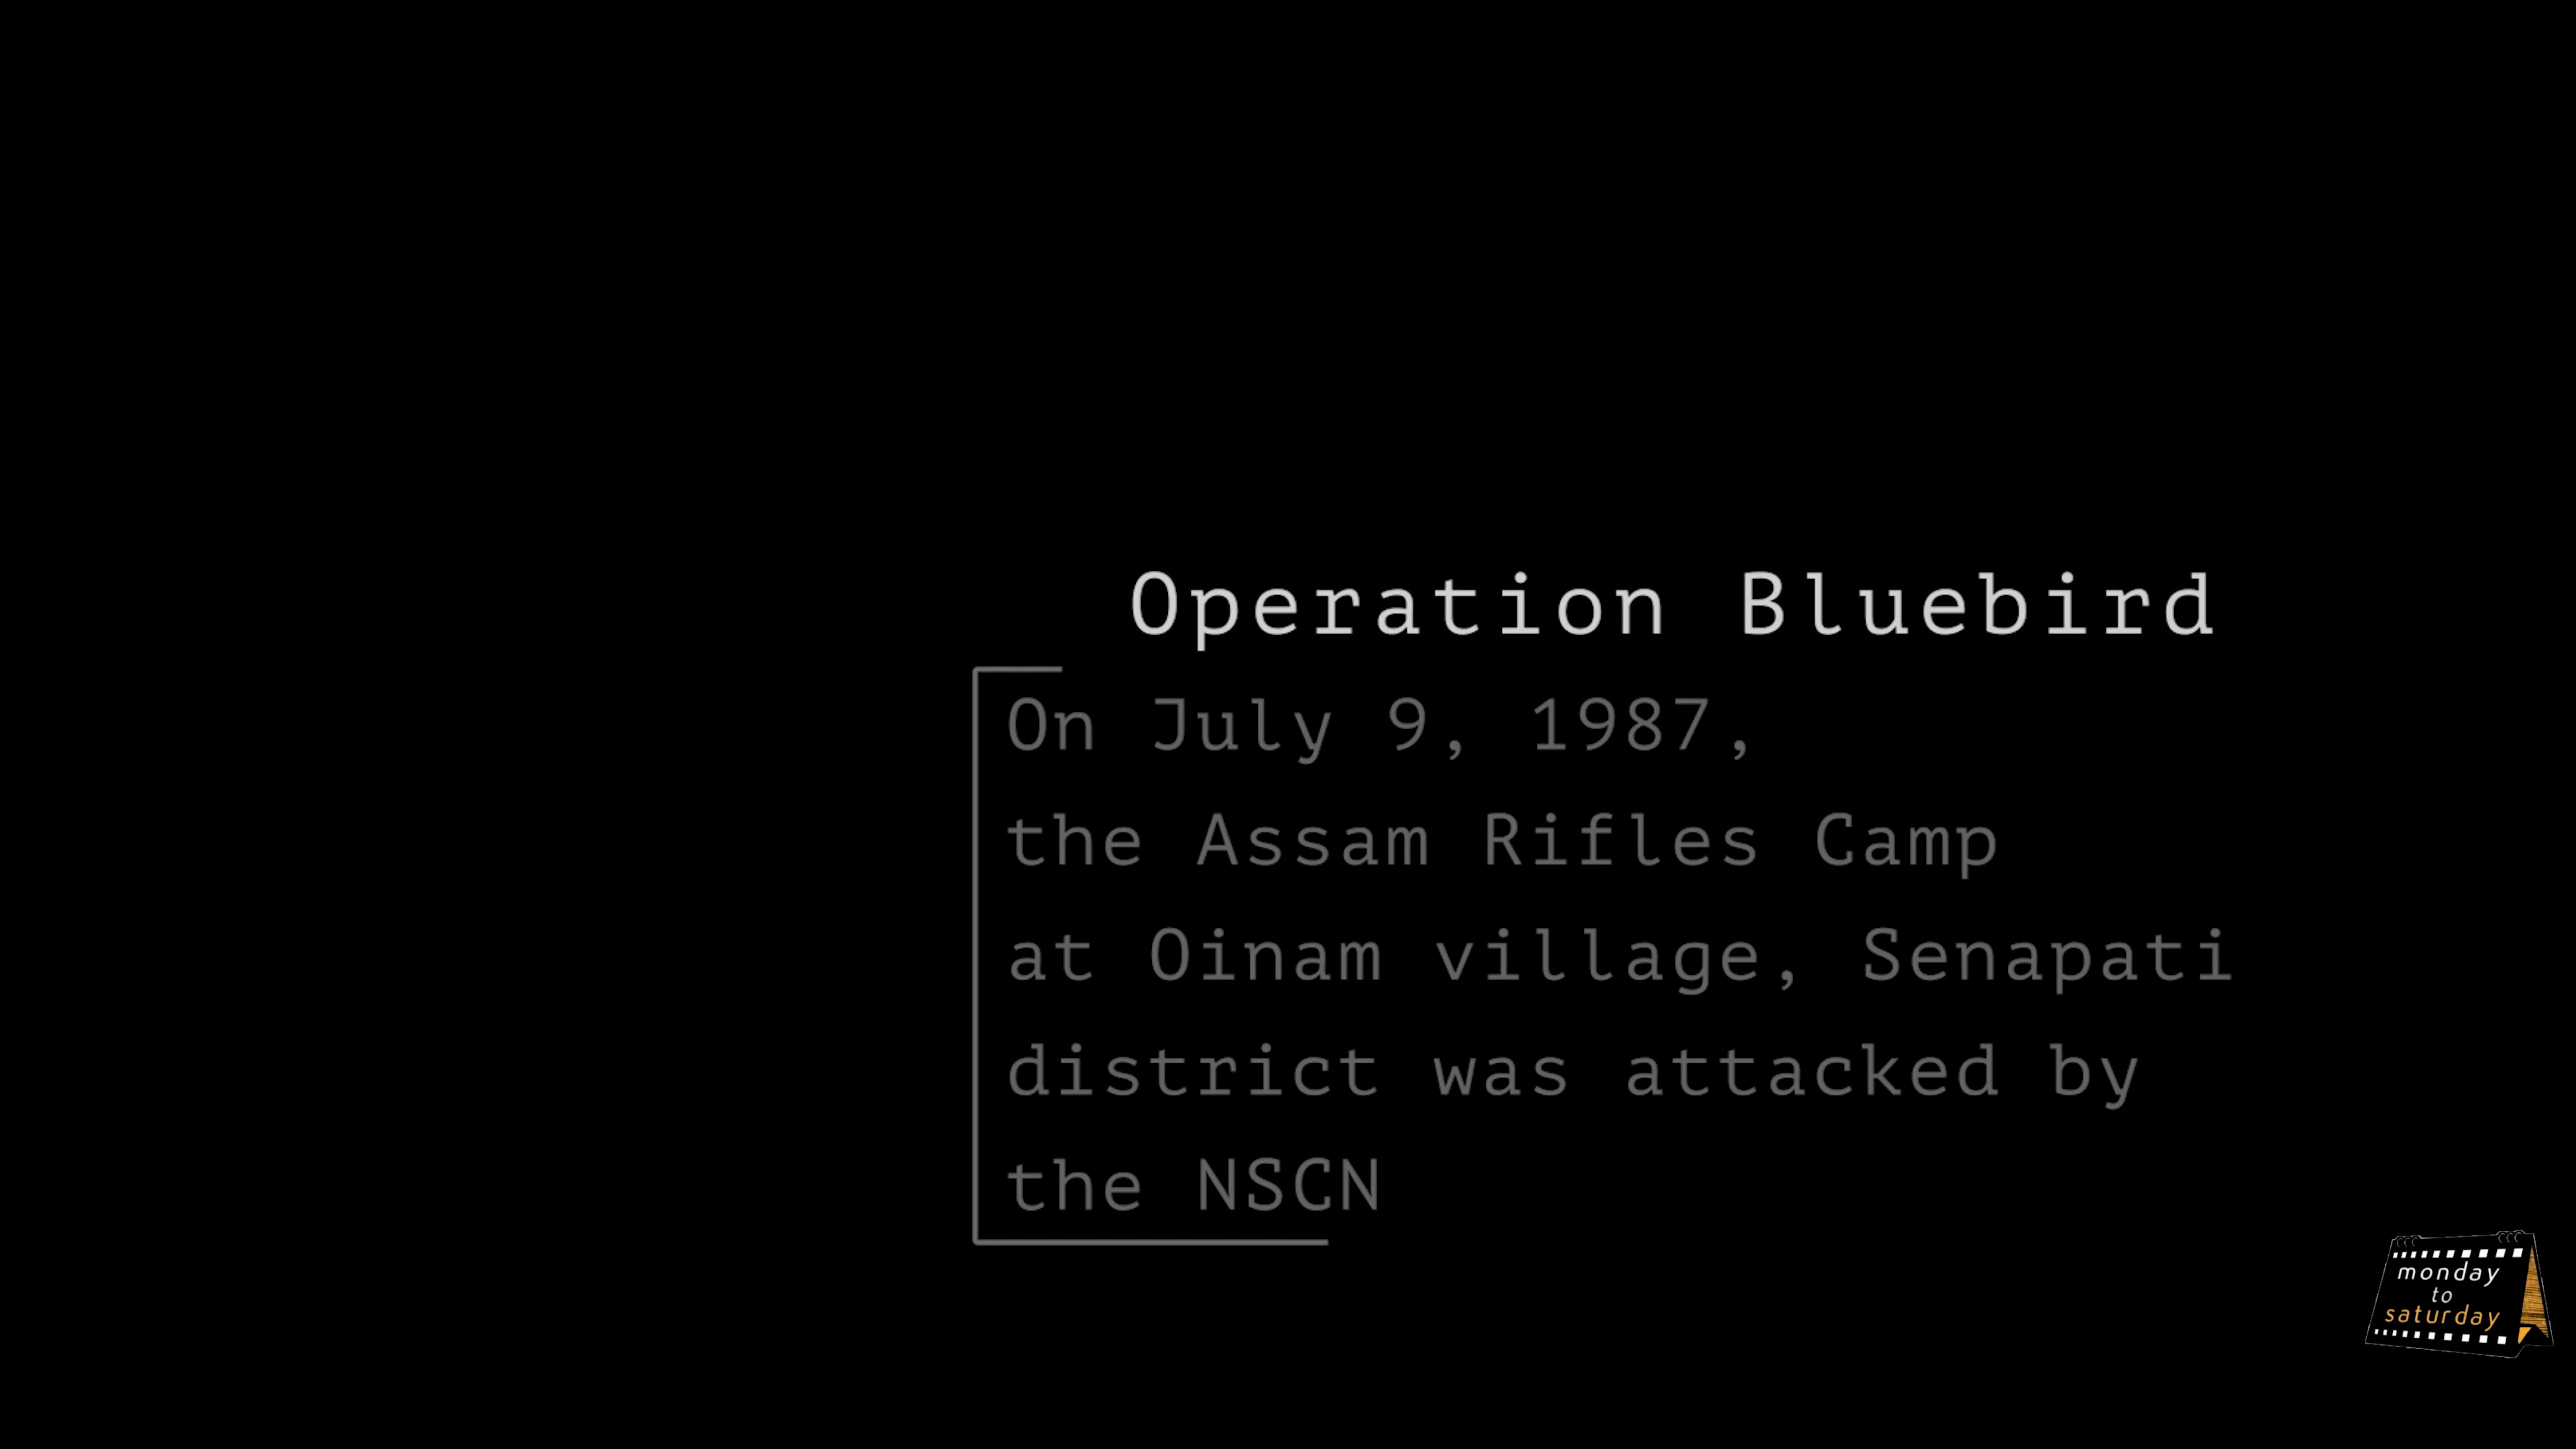 Operation Bluebird
On July 9, 1987,
the Assam Rifles Camp
at Oinam village, Senapati
district was attacked by
the NSCN
monday
to
saturday